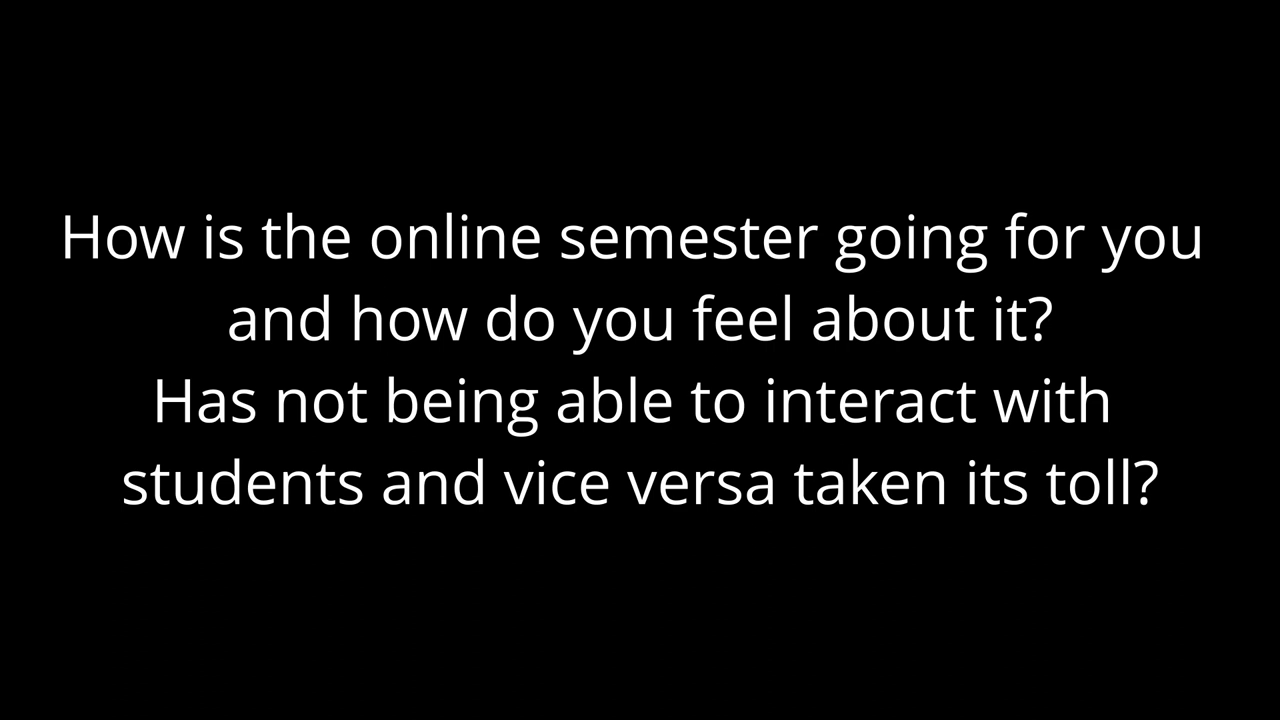 How is the online semester going for you
and how do you feel about it?
Has not being able to interact with
students and vice versa taken its toll?